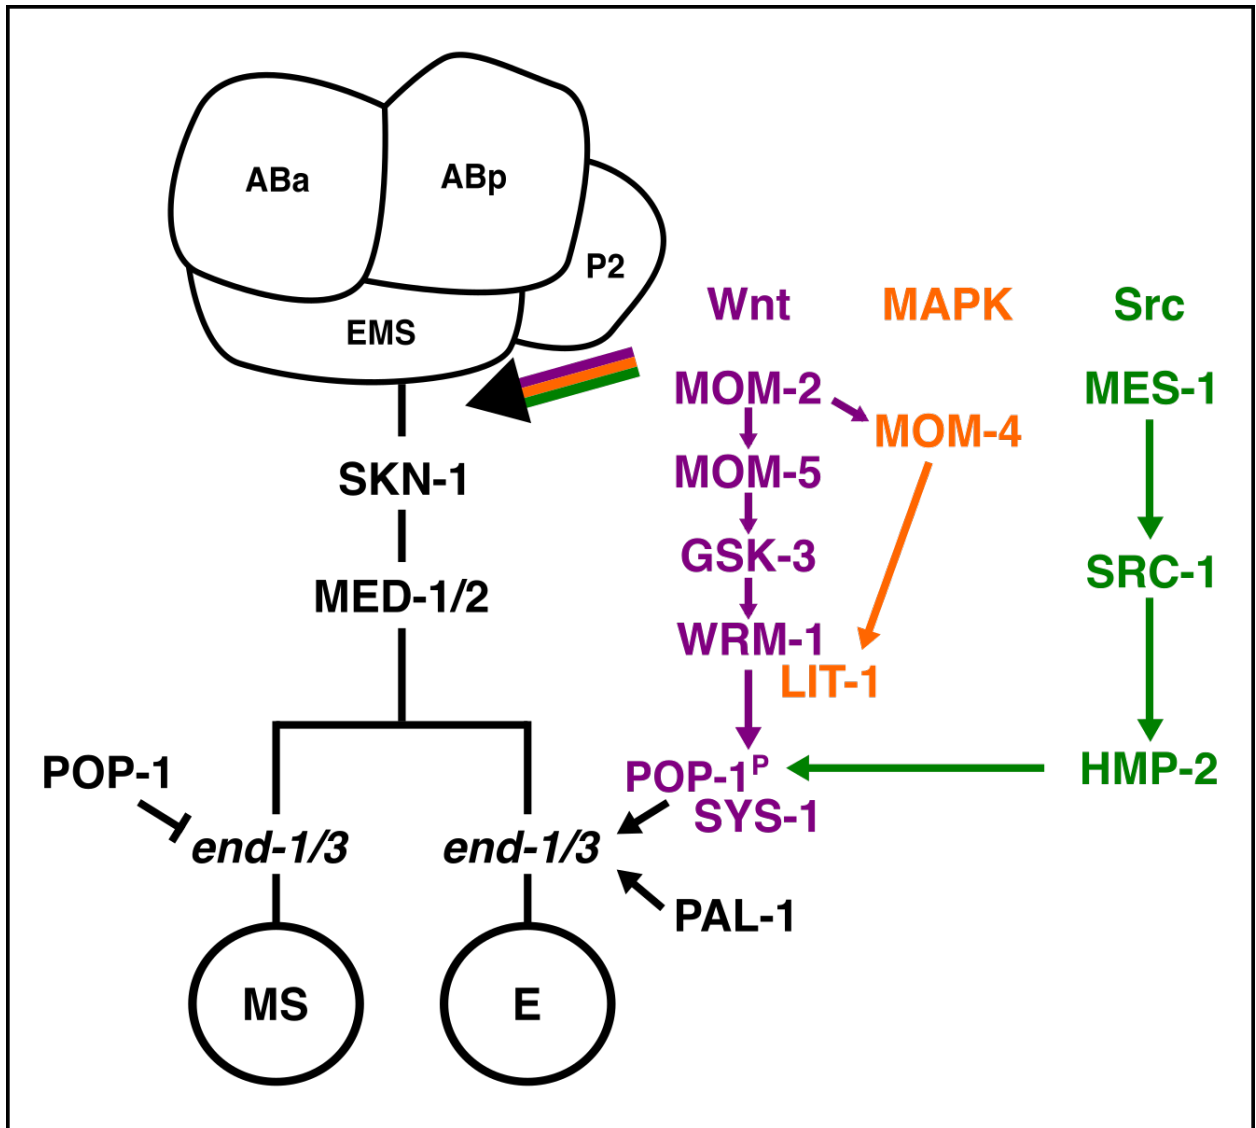 ABa
ABp
P2
EMS
Wnt MAPK Src
MOM-2 MES-1
MOM-4
MOM-5
SKN-1
GSK-3
SRC-1
MED-1/2
WRM-1
LIT-1
POP-1 POP-1ᴾ HMP-2
SYS-1
end-1/3 end-1/3
PAL-1
MS E